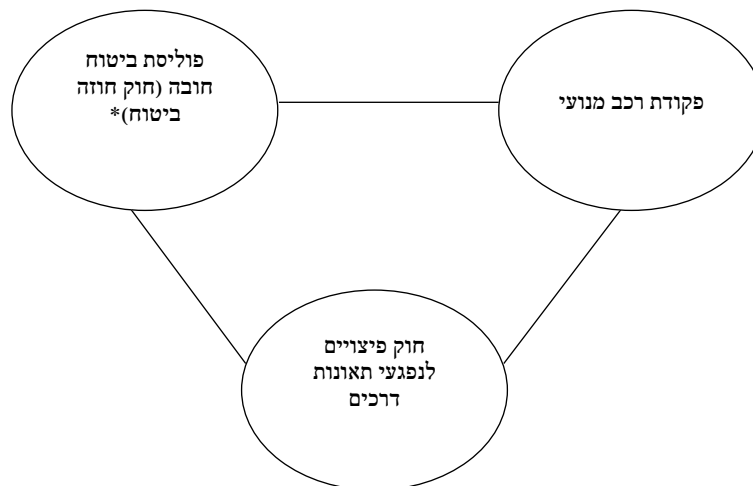 פקודת רכב מנועי
פוליסת ביטוח
חובה (חוק חוזה
ביטוח)*
חוק פיצויים
לנפגעי תאונות
דרכים